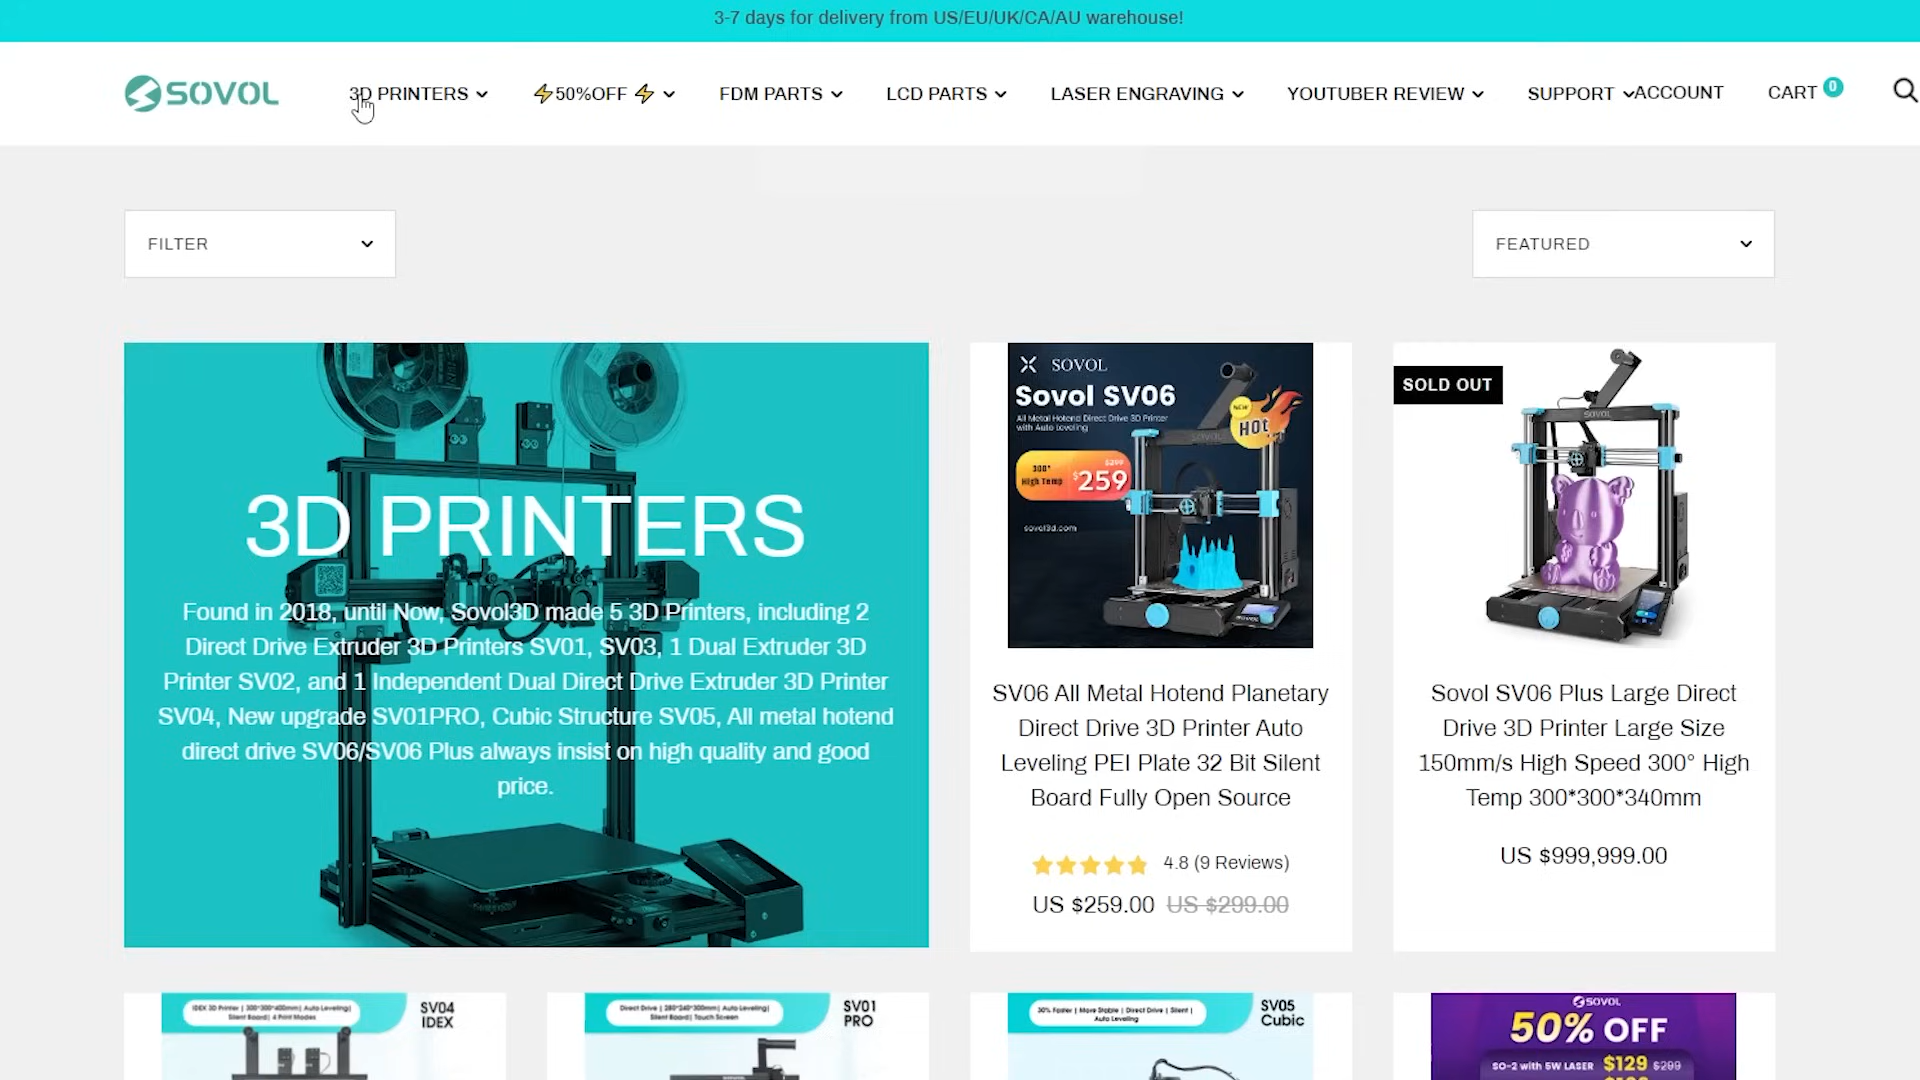 3-7 days for delivery from US/EU/UK/CA/AU warehouse!
SOVOL
3D PRINTERS
⚡50%OFF⚡
FDM PARTS
LCD PARTS
LASER ENGRAVING
YOUTUBER REVIEW
SUPPORT
ACCOUNT
CART 0
FILTER
FEATURED
3D PRINTERS
Found in 2018, until Now, Sovol3D made 5 3D Printers, including 2
Direct Drive Extruder 3D Printers SV01, SV03, 1 Dual Extruder 3D
Printer SV02, and 1 Independent Dual Direct Drive Extruder 3D Printer
SV04, New upgrade SV01PRO, Cubic Structure SV05, All metal hotend
direct drive SV06/SV06 Plus always insist on high quality and good
price.
SOVOL
Sovol SV06
All Metal Hotend Direct Drive 3D Printer
with Auto Leveling
NEW
HOT
300°
High Temp
$299
$259
sovol3d.com
SV06 All Metal Hotend Planetary
Direct Drive 3D Printer Auto
Leveling PEI Plate 32 Bit Silent
Board Fully Open Source
4.8 (9 Reviews)
US $259.00 US $299.00
SOLD OUT
SOVOL
Sovol SV06 Plus Large Direct
Drive 3D Printer Large Size
150mm/s High Speed 300° High
Temp 300*300*340mm
US $999,999.00
IDEX 3D Printer | 300*300*400mm| Auto Leveling|
Silent Board| 4 Print Modes
SV04
IDEX
Direct Drive | 280*240*300mm| Auto Leveling|
Silent Board| Touch Screen
SV01
PRO
SOVOL
30% Faster | More Stable | Direct Drive | Silent |
Auto Leveling
SV05
Cubic
SOVOL
50% OFF
SO-2 with 5W LASER $129 $299